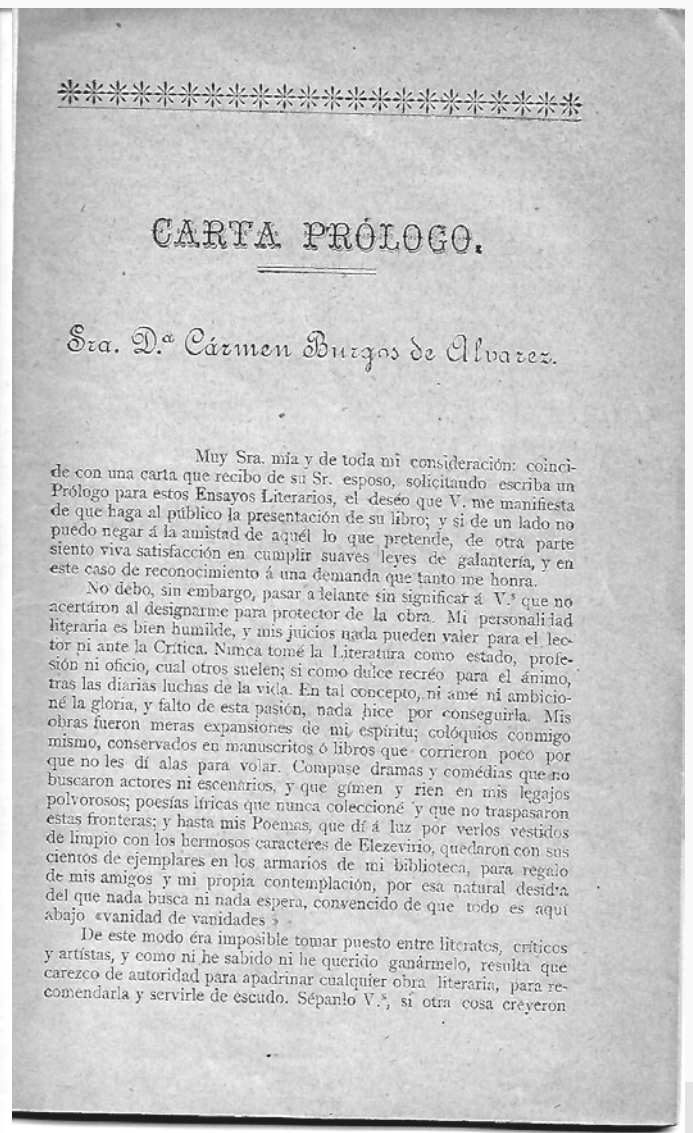 CARTA PRÓLOGO.
Sra. D.ª Cármen Burgos de Alvarez.
Muy Sra. mía y de toda mi consideración: coinci-
de con una carta que recibo de su Sr. esposo, solicitando escriba un
Prólogo para estos Ensayos Literarios, el deséo que V. me manifiesta
de que haga al público la presentación de su libro; y si de un lado no
puedo negar á la amistad de aquél lo que pretende, de otra parte
siento viva satisfacción en cumplir suaves leyes de galantería, y en
este caso de reconocimiento á una demanda que tanto me honra.
No debo, sin embargo, pasar adelante sin significar á V.ˢ que no
acertáron al designarme para protector de la obra. Mi personalidad
literaria es bien humilde, y mis juicios nada pueden valer para el lec-
tor ni ante la Crítica. Nunca tomé la Literatura como estado, profe-
sión ni oficio, cual otros suelen; si como dulce recréo para el ánimo,
tras las diarias luchas de la vida. En tal concepto, ni amé ni ambicio-
né la gloria, y falto de esta pasión, nada hice por conseguirla. Mis
obras fueron meras expansiones de mi espíritu; colóquios conmigo
mismo, conservados en manuscritos ó libros que corrieron poco por
que no les dí alas para volar. Compuse dramas y comédias que no
buscaron actores ni escenarios, y que gímen y rien en mis legajos
polvorosos; poesías líricas que nunca coleccioné y que no traspasaron
estas fronteras; y hasta mis Poemas, que dí á luz por verlos vestidos
de limpio con los hermosos caracteres de Elezevirio, quedaron con sus
cientos de ejemplares en los armarios de mi biblioteca, para regalo
de mis amigos y mi propia contemplación, por esa natural desidia
del que nada busca ni nada espera, convencido de que todo es aquí
abajo «vanidad de vanidades»
De este modo éra imposible tomar puesto entre literatos, críticos
y artístas, y como ni he sabido ni he querido ganármelo, resulta que
carezco de autoridad para apadrinar cualquier obra literaria, para re-
comendarla y servirle de escudo. Sépanlo V.ˢ, si otra cosa creyeron